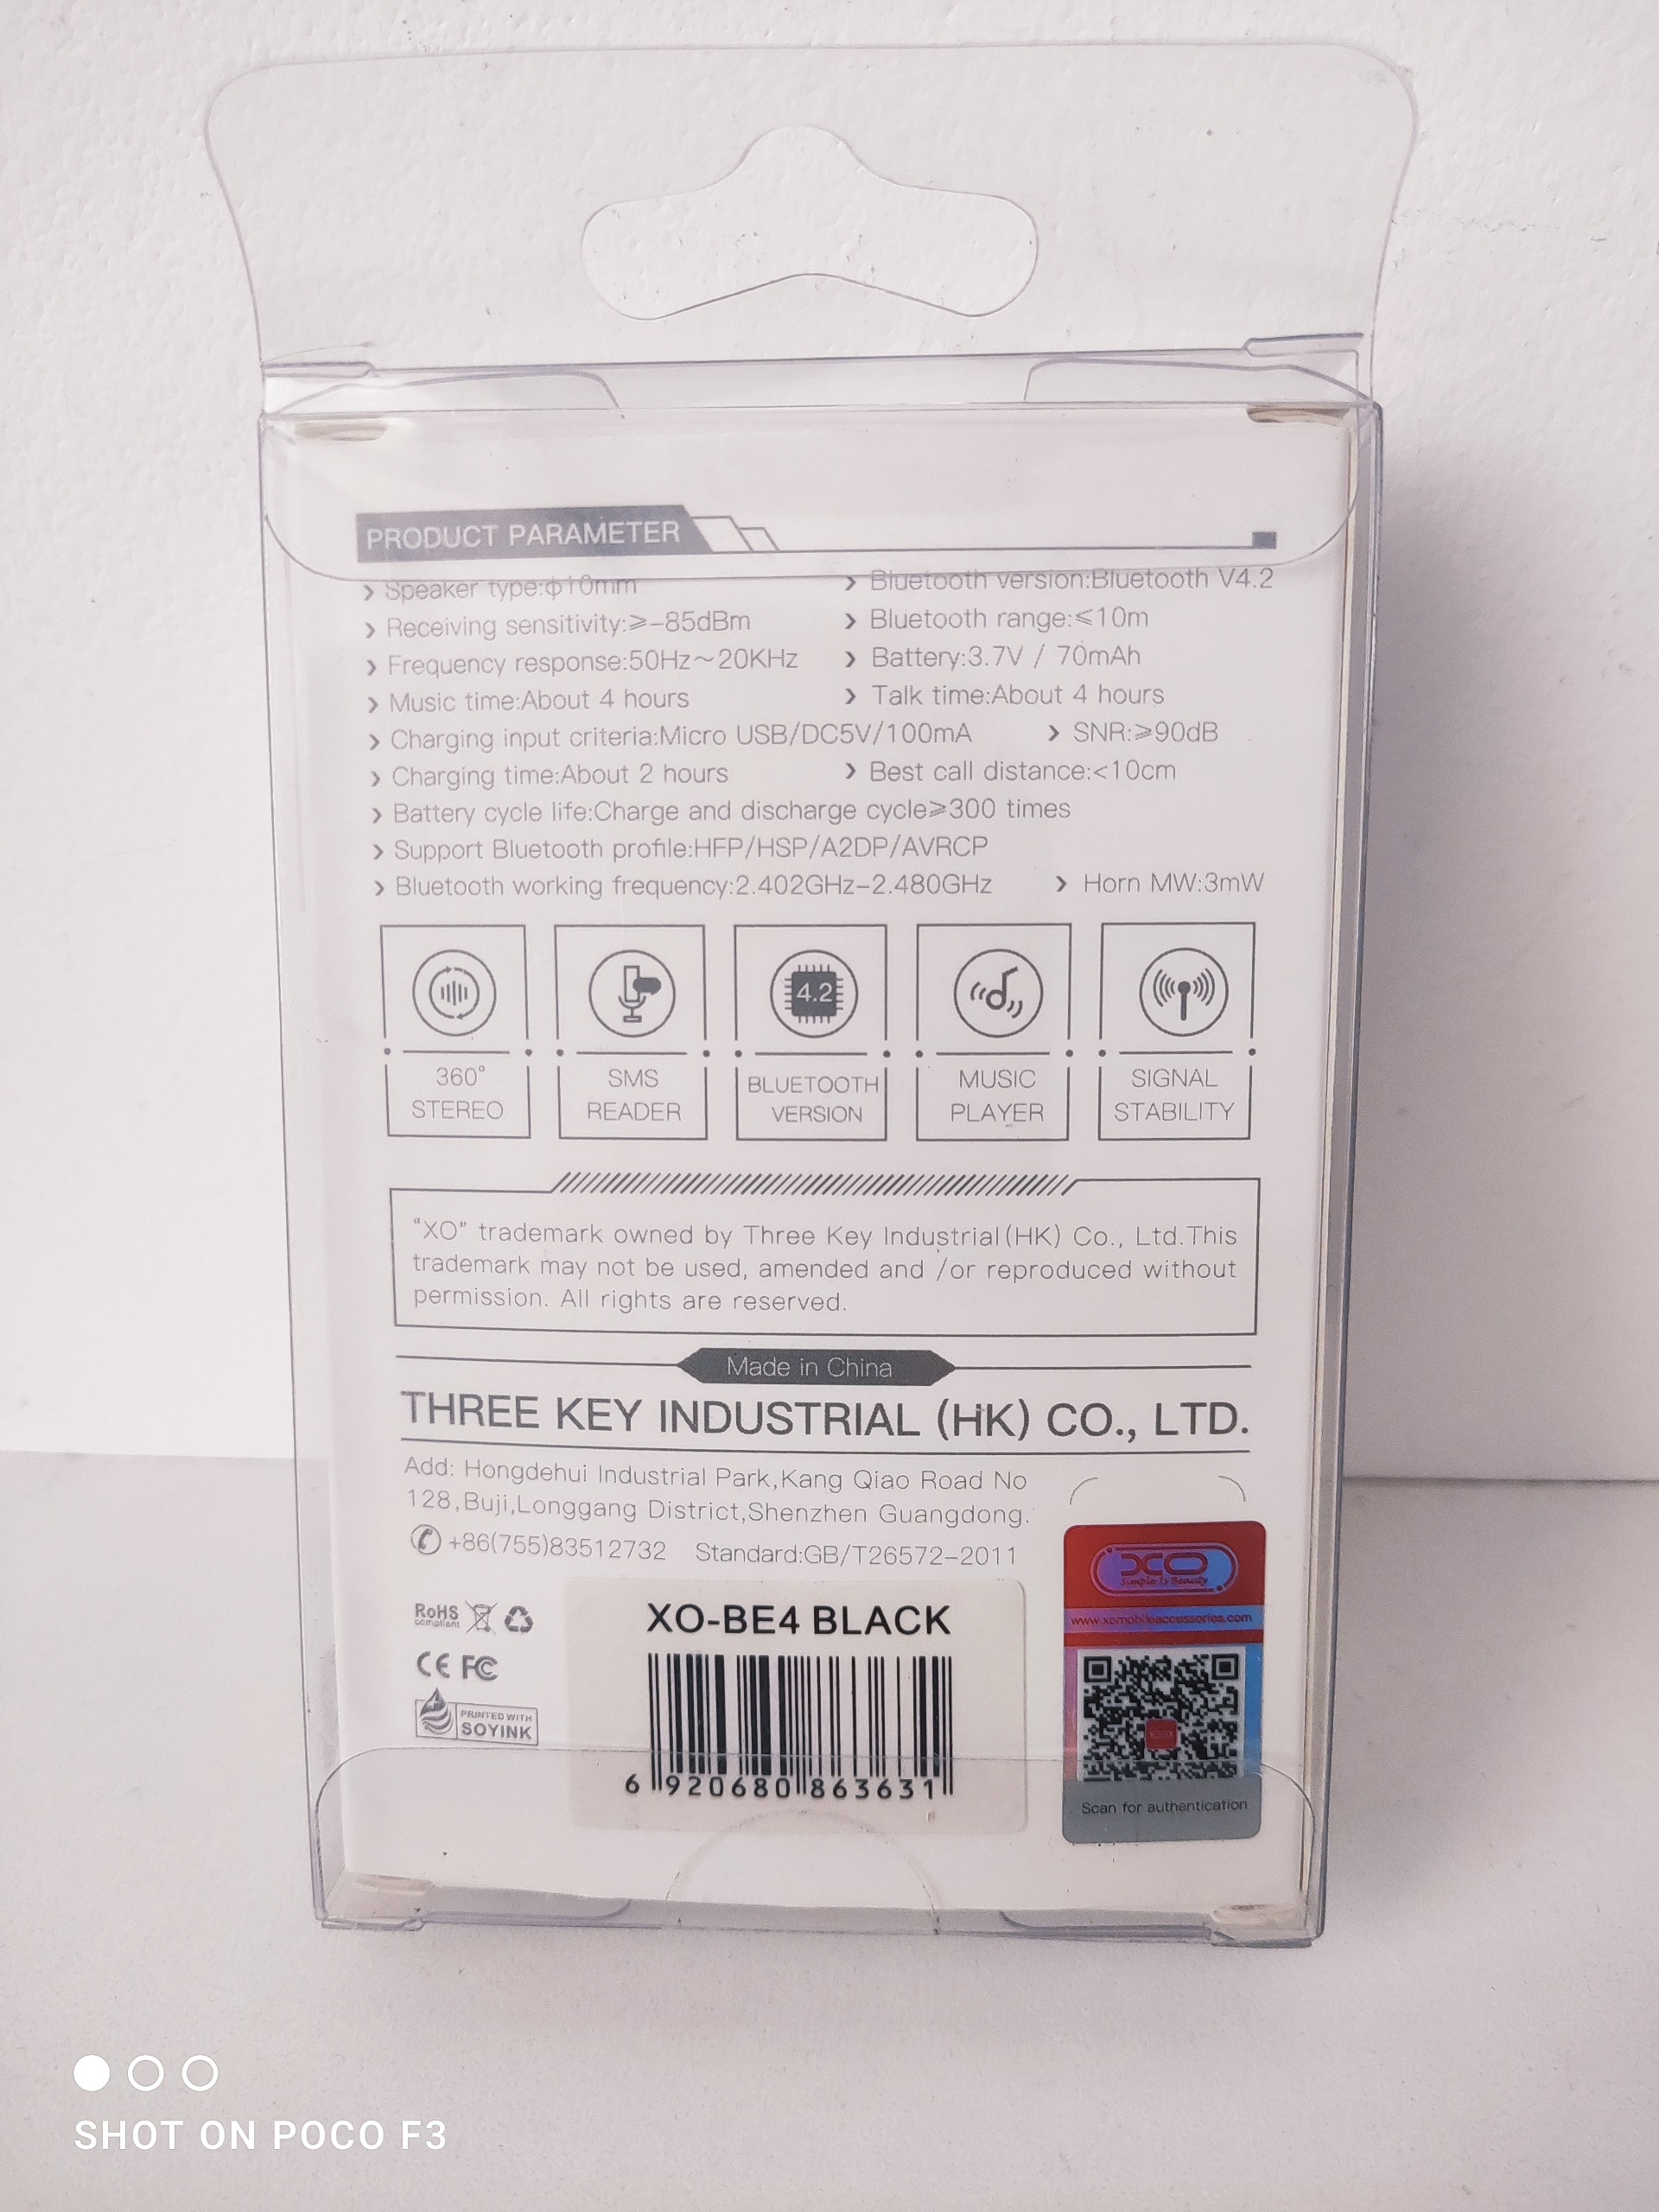 PRODUCT PARAMETER
› Speaker type:ф10mm › Bluetooth version:Bluetooth V4.2
› Receiving sensitivity:⩾-85dBm › Bluetooth range:⩽10m
› Frequency response:50Hz~20KHz › Battery:3.7V / 70mAh
› Music time:About 4 hours › Talk time:About 4 hours
› Charging input criteria:Micro USB/DC5V/100mA › SNR:⩾90dB
› Charging time:About 2 hours › Best call distance:<10cm
› Battery cycle life:Charge and discharge cycle⩾300 times
› Support Bluetooth profile:HFP/HSP/A2DP/AVRCP
› Bluetooth working frequency:2.402GHz-2.480GHz › Horn MW:3mW
4.2
360° STEREO
SMS READER
BLUETOOTH VERSION
MUSIC PLAYER
SIGNAL STABILITY
“XO” trademark owned by Three Key Industrial(HK) Co., Ltd.This
trademark may not be used, amended and /or reproduced without
permission. All rights are reserved.
Made in China
THREE KEY INDUSTRIAL (HK) CO., LTD.
Add: Hongdehui Industrial Park,Kang Qiao Road No
128,Buji,Longgang District,Shenzhen Guangdong.
+86(755)83512732 Standard:GB/T26572-2011
RoHS
compliant
CE FC
PRINTED WITH
SOYINK
XO-BE4 BLACK
6 920680 863631
XO
Simple Is Beauty
www.xomobileaccessories.com
Scan for authentication
SHOT ON POCO F3